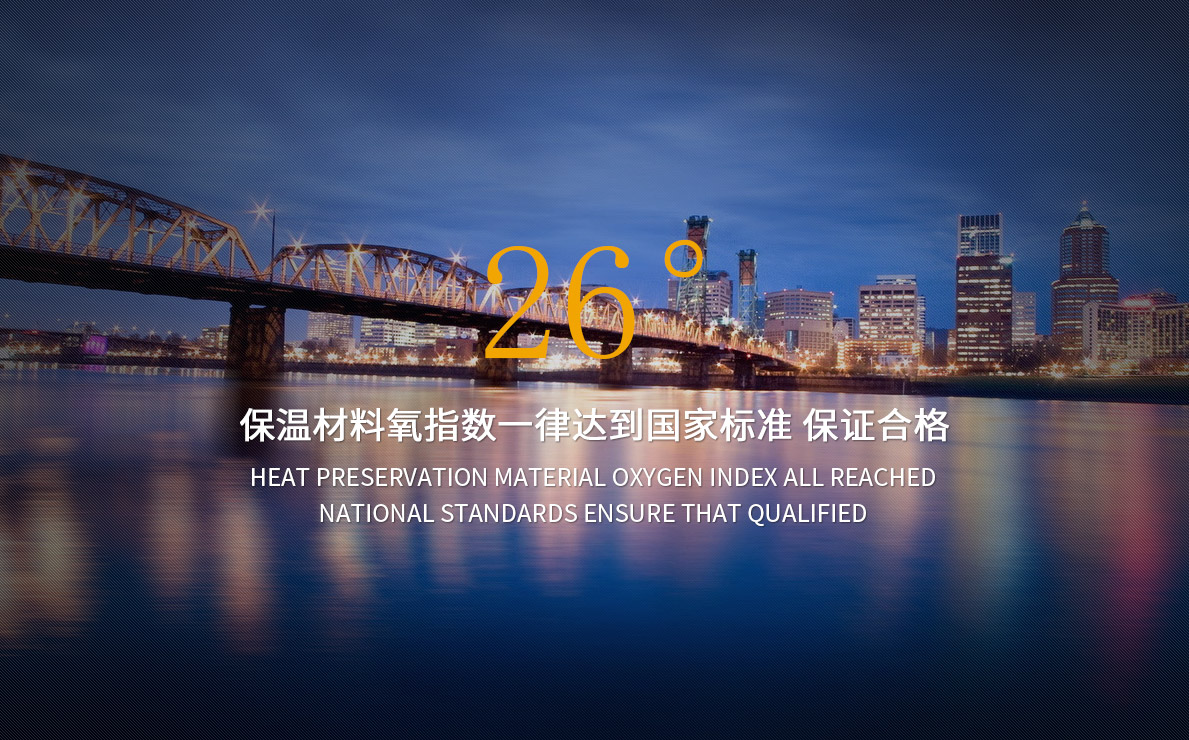 26°
保温材料氧指数一律达到国家标准 保证合格
HEAT PRESERVATION MATERIAL OXYGEN INDEX ALL REACHED
NATIONAL STANDARDS ENSURE THAT QUALIFIED